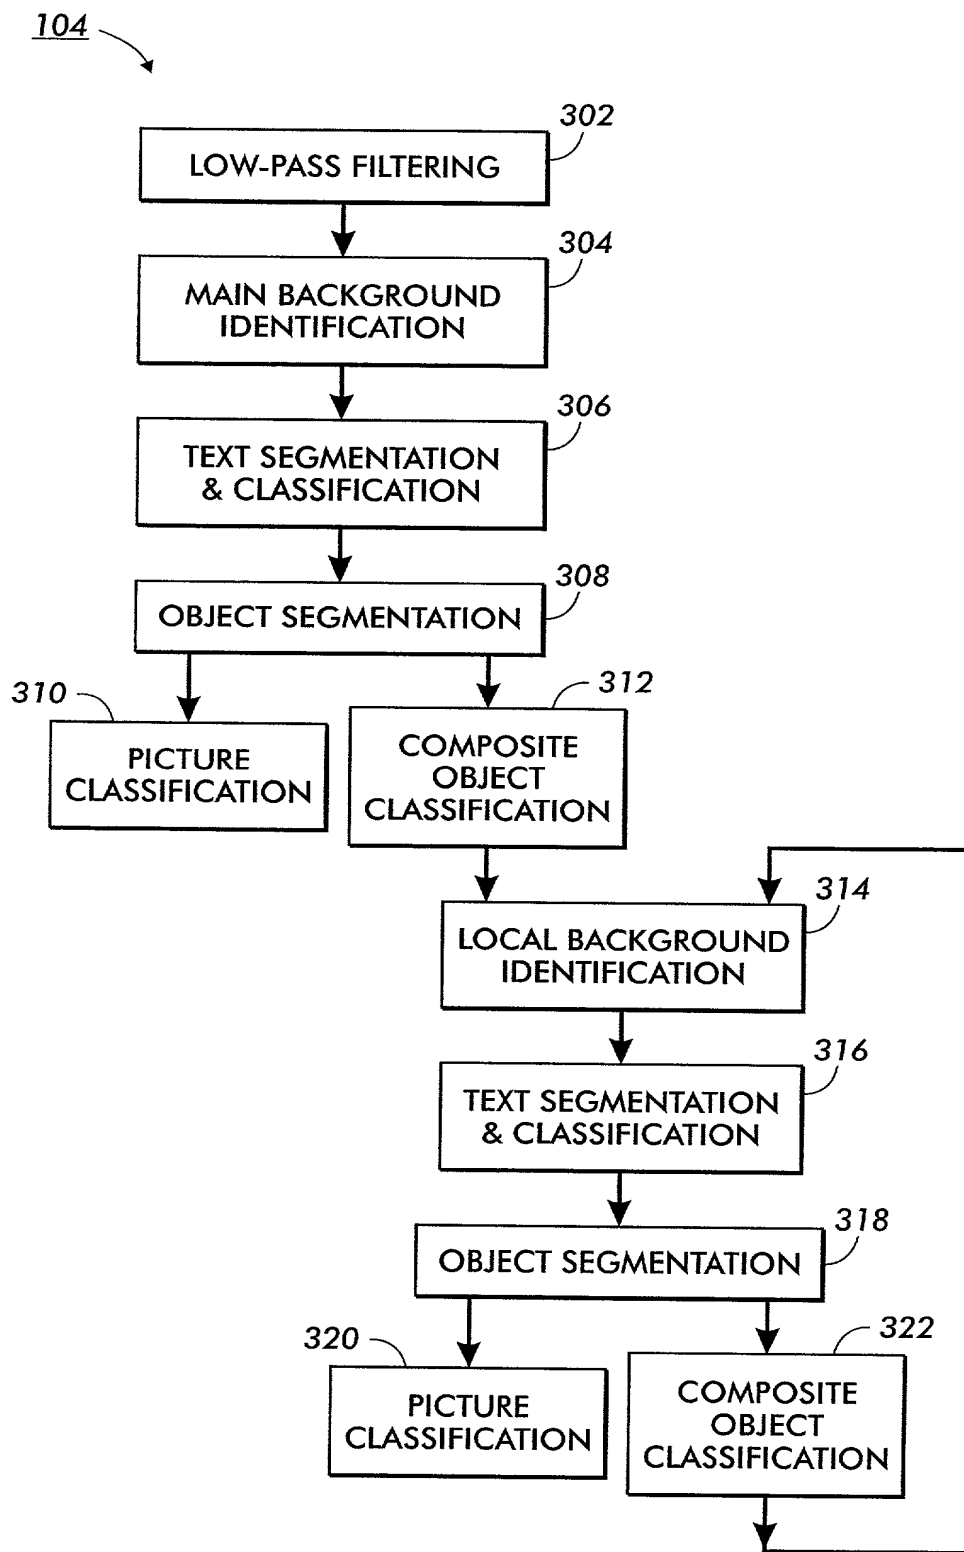 104
302
LOW-PASS FILTERING
304
MAIN BACKGROUND
IDENTIFICATION
306
TEXT SEGMENTATION
& CLASSIFICATION
308
OBJECT SEGMENTATION
310
PICTURE
CLASSIFICATION
312
COMPOSITE
OBJECT
CLASSIFICATION
314
LOCAL BACKGROUND
IDENTIFICATION
316
TEXT SEGMENTATION
& CLASSIFICATION
318
OBJECT SEGMENTATION
320
PICTURE
CLASSIFICATION
322
COMPOSITE
OBJECT
CLASSIFICATION